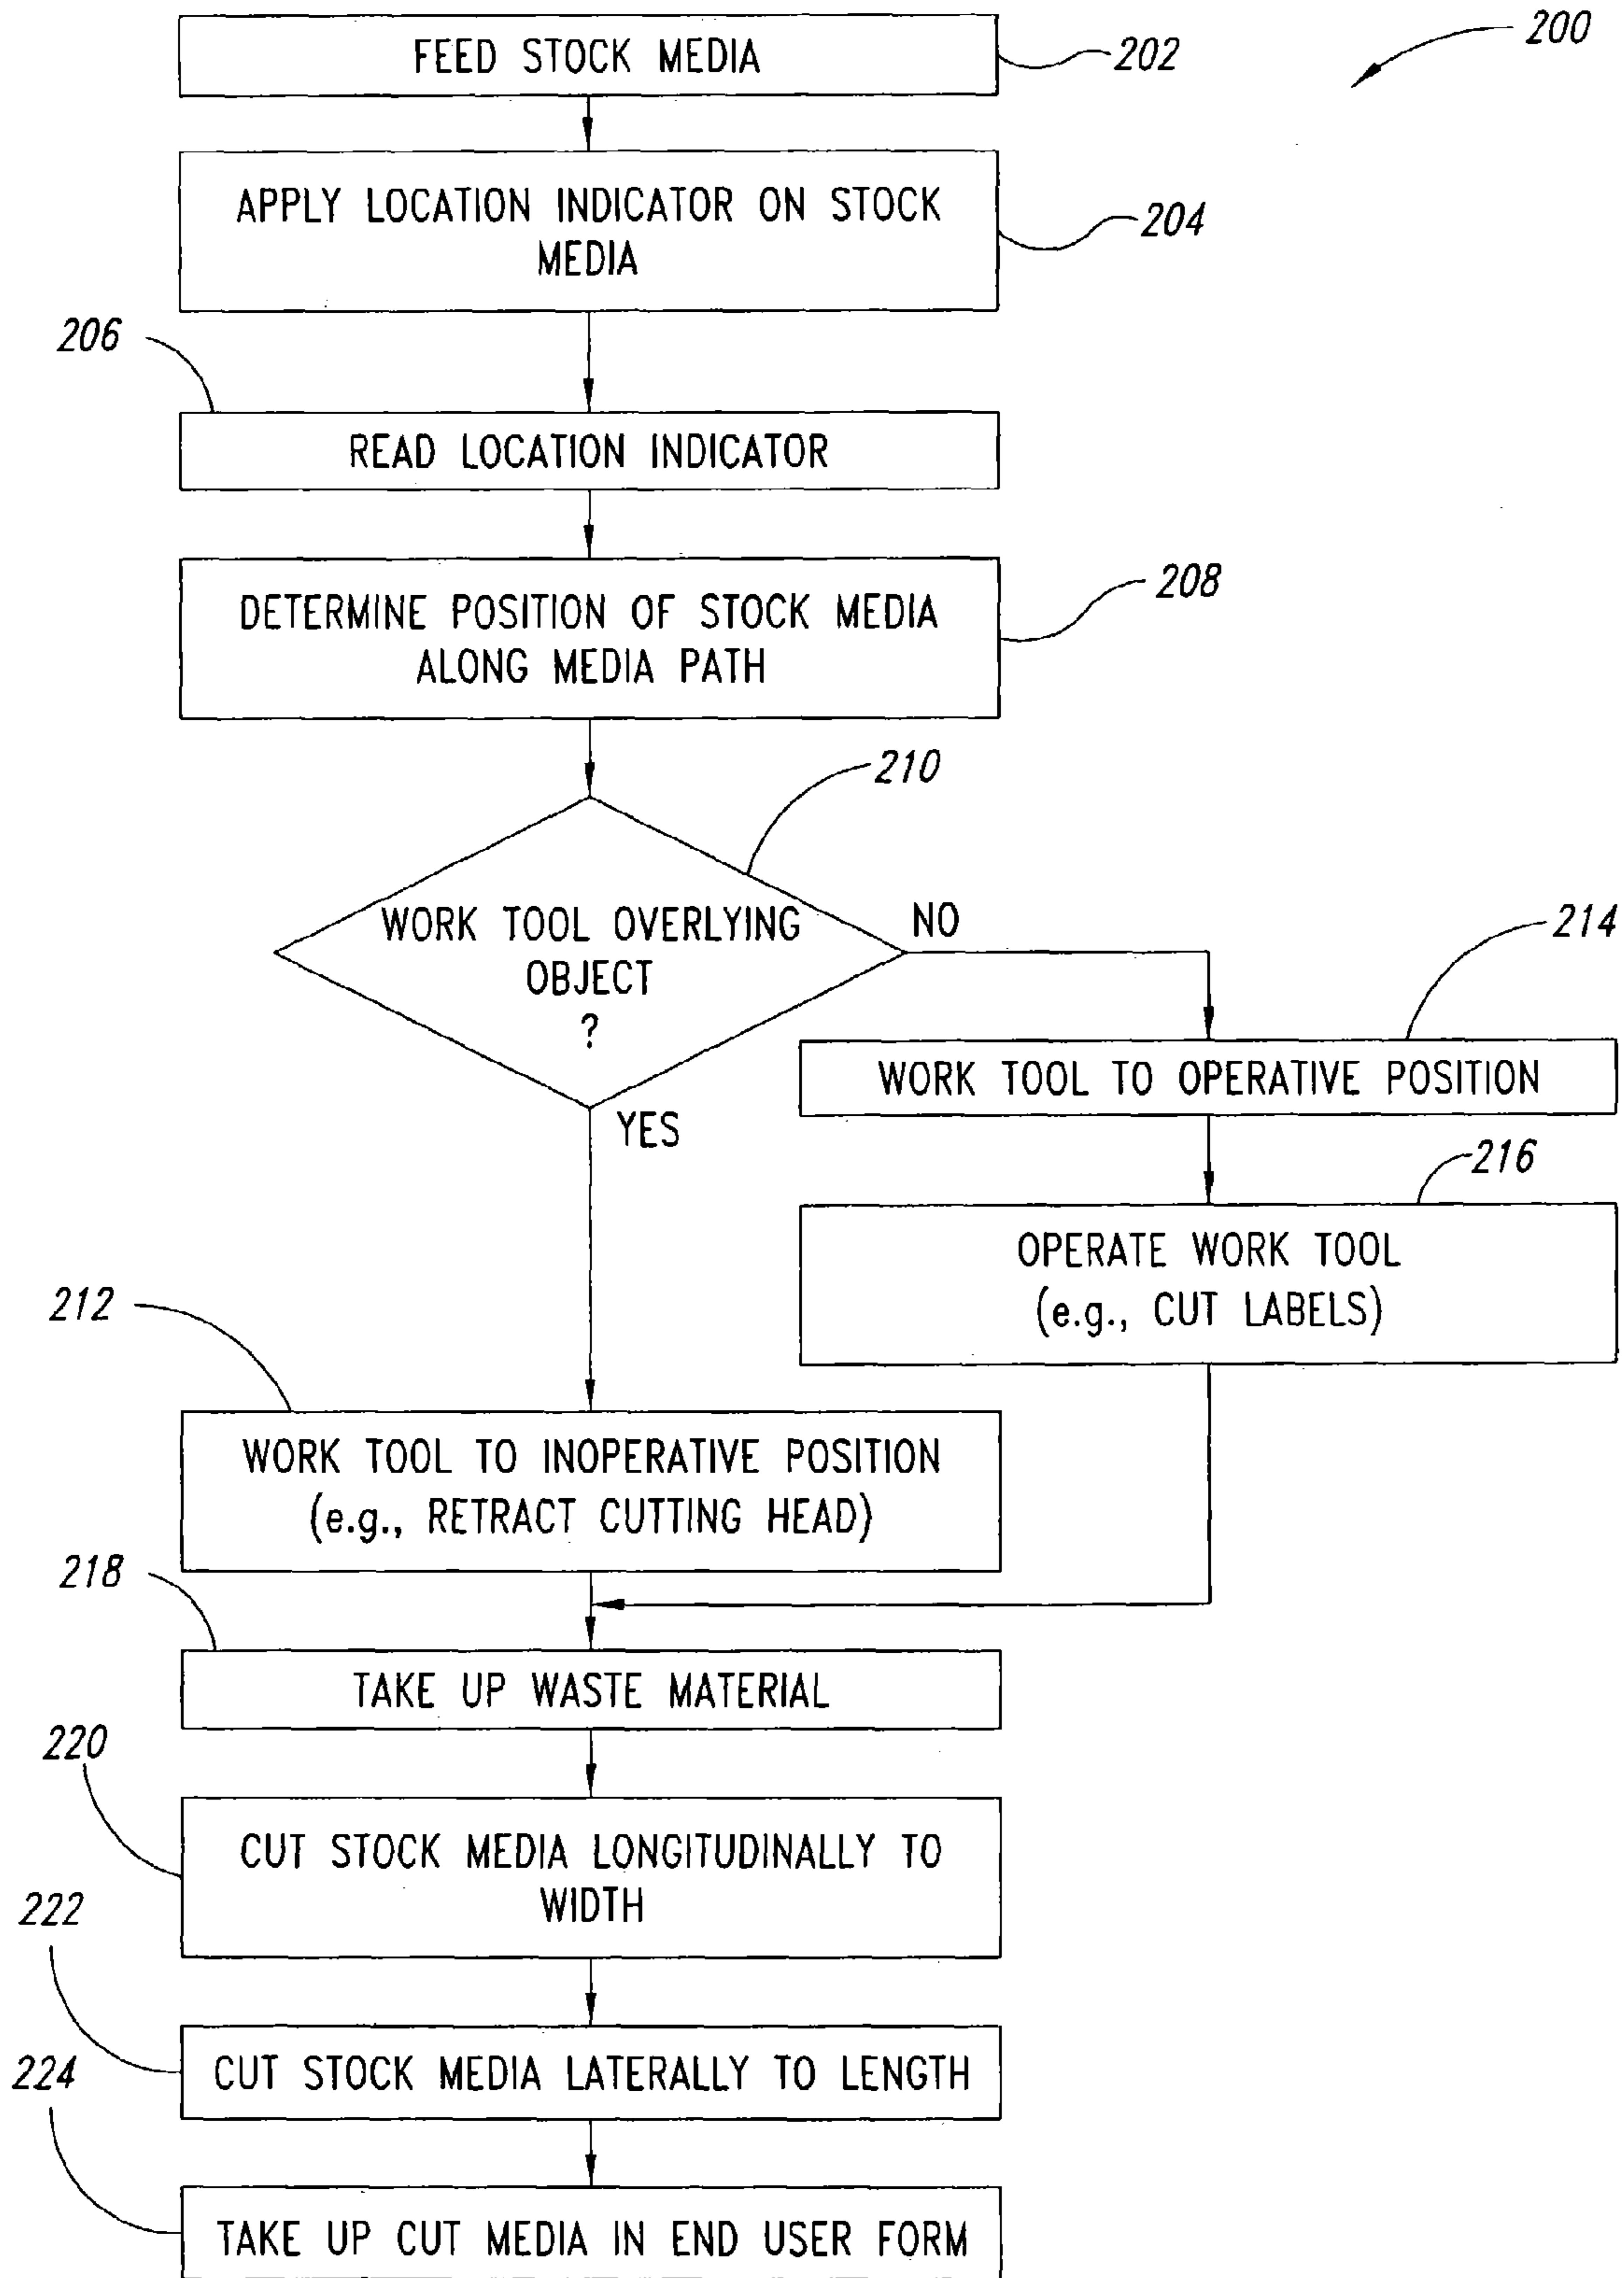 200
FEED STOCK MEDIA
202
APPLY LOCATION INDICATOR ON STOCK
MEDIA
204
206
READ LOCATION INDICATOR
DETERMINE POSITION OF STOCK MEDIA
ALONG MEDIA PATH
208
210
WORK TOOL OVERLYING
OBJECT
?
NO
YES
214
WORK TOOL TO OPERATIVE POSITION
216
OPERATE WORK TOOL
(e.g., CUT LABELS)
212
WORK TOOL TO INOPERATIVE POSITION
(e.g., RETRACT CUTTING HEAD)
218
TAKE UP WASTE MATERIAL
220
CUT STOCK MEDIA LONGITUDINALLY TO
WIDTH
222
CUT STOCK MEDIA LATERALLY TO LENGTH
224
TAKE UP CUT MEDIA IN END USER FORM